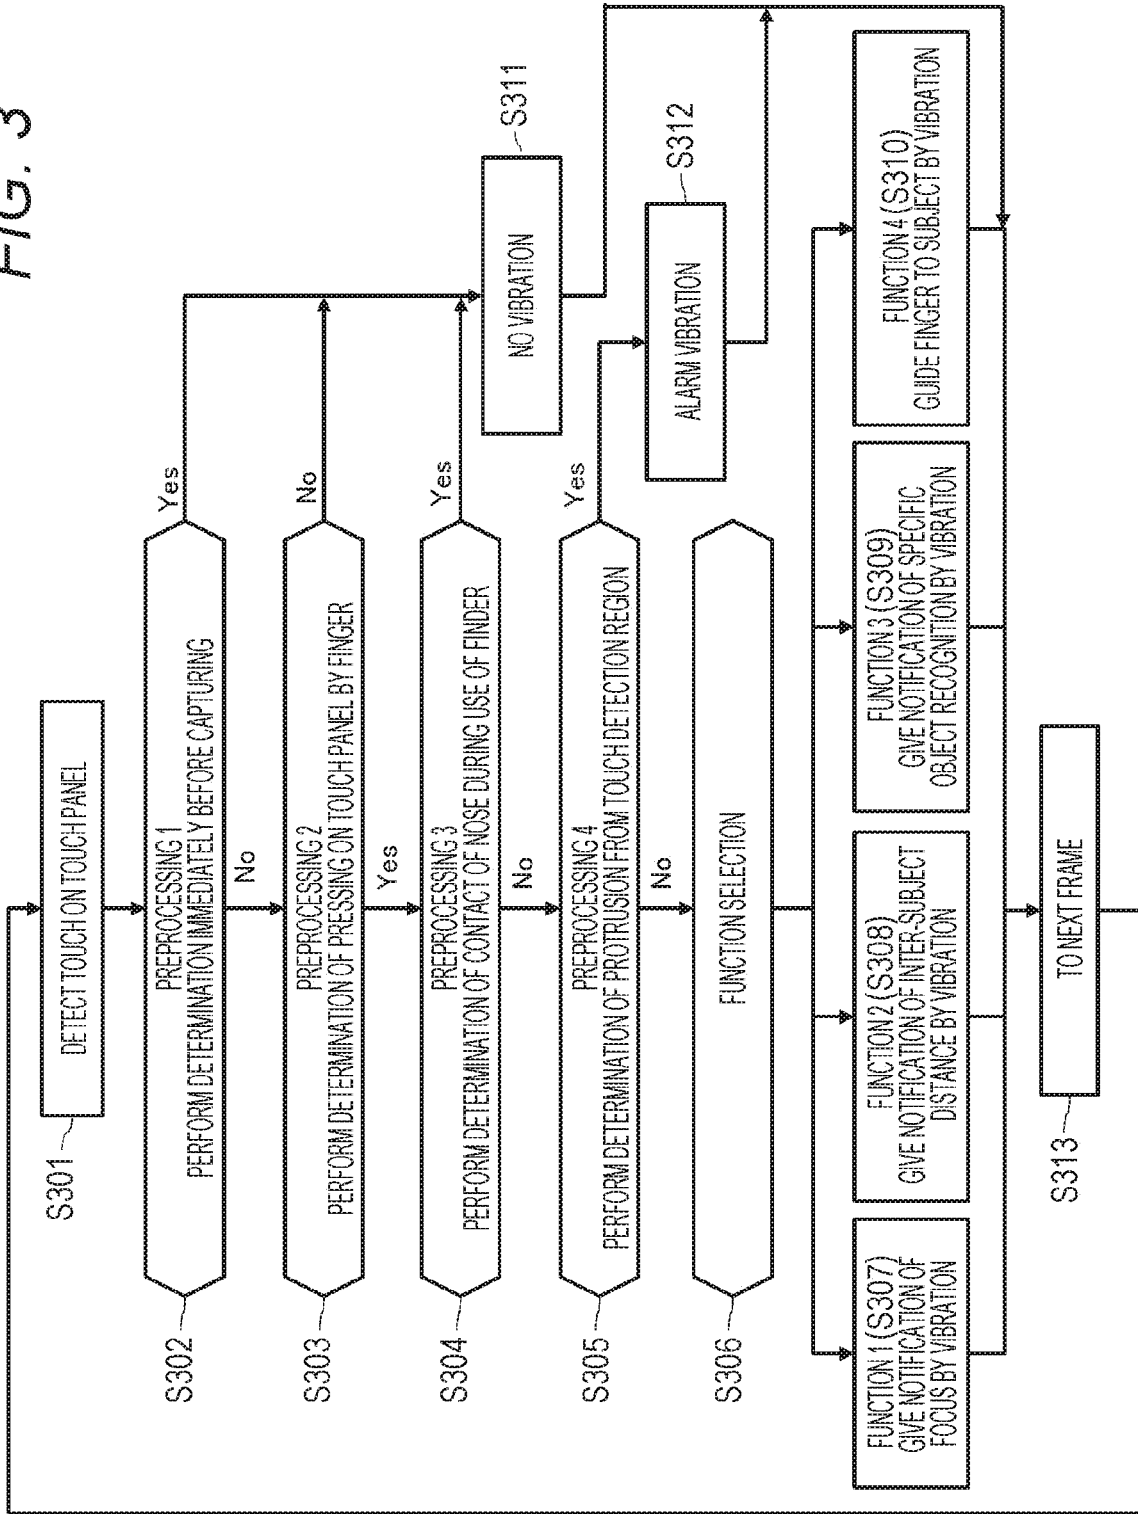 FIG. 3
S301
DETECT TOUCH ON TOUCH PANEL
S302
PREPROCESSING 1
PERFORM DETERMINATION IMMEDIATELY BEFORE CAPTURING
Yes
No
S303
PREPROCESSING 2
PERFORM DETERMINATION OF PRESSING ON TOUCH PANEL BY FINGER
No
Yes
S304
PREPROCESSING 3
PERFORM DETERMINATION OF CONTACT OF NOSE DURING USE OF FINDER
Yes
No
S311
NO VIBRATION
S305
PREPROCESSING 4
PERFORM DETERMINATION OF PROTRUSION FROM TOUCH DETECTION REGION
Yes
No
S312
ALARM VIBRATION
S306
FUNCTION SELECTION
FUNCTION 1 (S307)
GIVE NOTIFICATION OF
FOCUS BY VIBRATION
FUNCTION 2 (S308)
GIVE NOTIFICATION OF INTER-SUBJECT
DISTANCE BY VIBRATION
FUNCTION 3 (S309)
GIVE NOTIFICATION OF SPECIFIC
OBJECT RECOGNITION BY VIBRATION
FUNCTION 4 (S310)
GUIDE FINGER TO SUBJECT BY VIBRATION
S313
TO NEXT FRAME